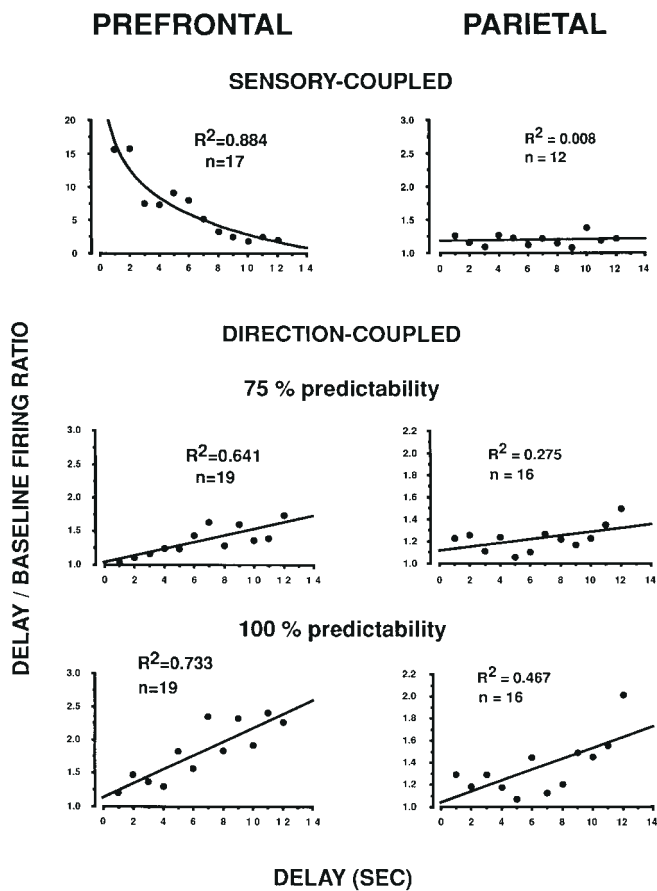 PREFRONTAL PARIETAL
SENSORY-COUPLED
R2=0.884
n=17
20
15
10
5
0
0 2 4 6 8 10 12 14
R2 = 0.008
n = 12
3.0
2.5
2.0
1.5
1.0
0 2 4 6 8 10 12 14
DIRECTION-COUPLED
75 % predictability
R2=0.641
n=19
3.0
2.5
2.0
1.5
1.0
0 2 4 6 8 10 12 14
R2 = 0.275
n = 16
2.2
2.0
1.8
1.6
1.4
1.2
1.0
0 2 4 6 8 10 12 14
100 % predictability
R2=0.733
n=19
3.0
2.5
2.0
1.5
1.0
0 2 4 6 8 10 12 14
R2 = 0.467
n = 16
2.2
2.0
1.8
1.6
1.4
1.2
1.0
0 2 4 6 8 10 12 14
DELAY / BASELINE FIRING RATIO
DELAY (SEC)